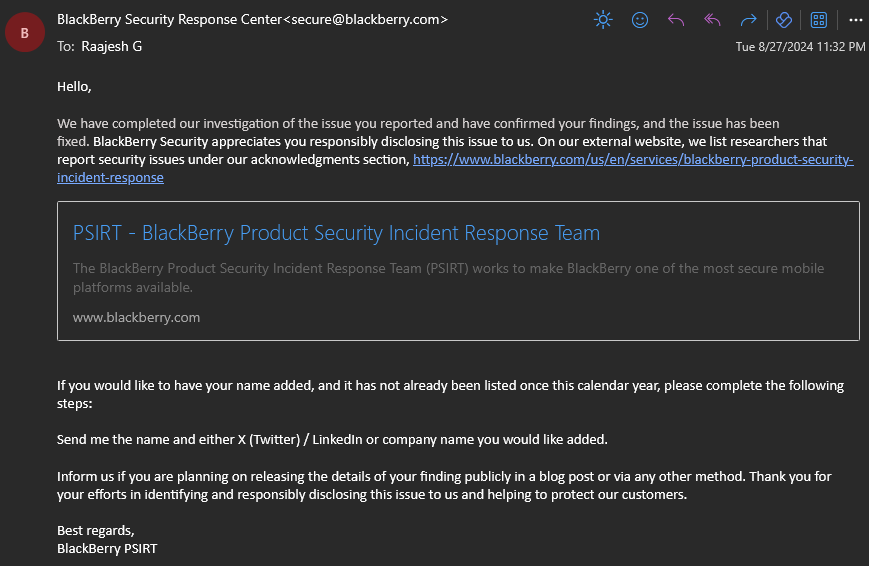 B
BlackBerry Security Response Center<secure@blackberry.com>
To: Raajesh G
Tue 8/27/2024 11:32 PM
Hello,
We have completed our investigation of the issue you reported and have confirmed your findings, and the issue has been
fixed. BlackBerry Security appreciates you responsibly disclosing this issue to us. On our external website, we list researchers that
report security issues under our acknowledgments section, https://www.blackberry.com/us/en/services/blackberry-product-security-
incident-response
PSIRT - BlackBerry Product Security Incident Response Team
The BlackBerry Product Security Incident Response Team (PSIRT) works to make BlackBerry one of the most secure mobile
platforms available.
www.blackberry.com
If you would like to have your name added, and it has not already been listed once this calendar year, please complete the following
steps:
Send me the name and either X (Twitter) / LinkedIn or company name you would like added.
Inform us if you are planning on releasing the details of your finding publicly in a blog post or via any other method. Thank you for
your efforts in identifying and responsibly disclosing this issue to us and helping to protect our customers.
Best regards,
BlackBerry PSIRT